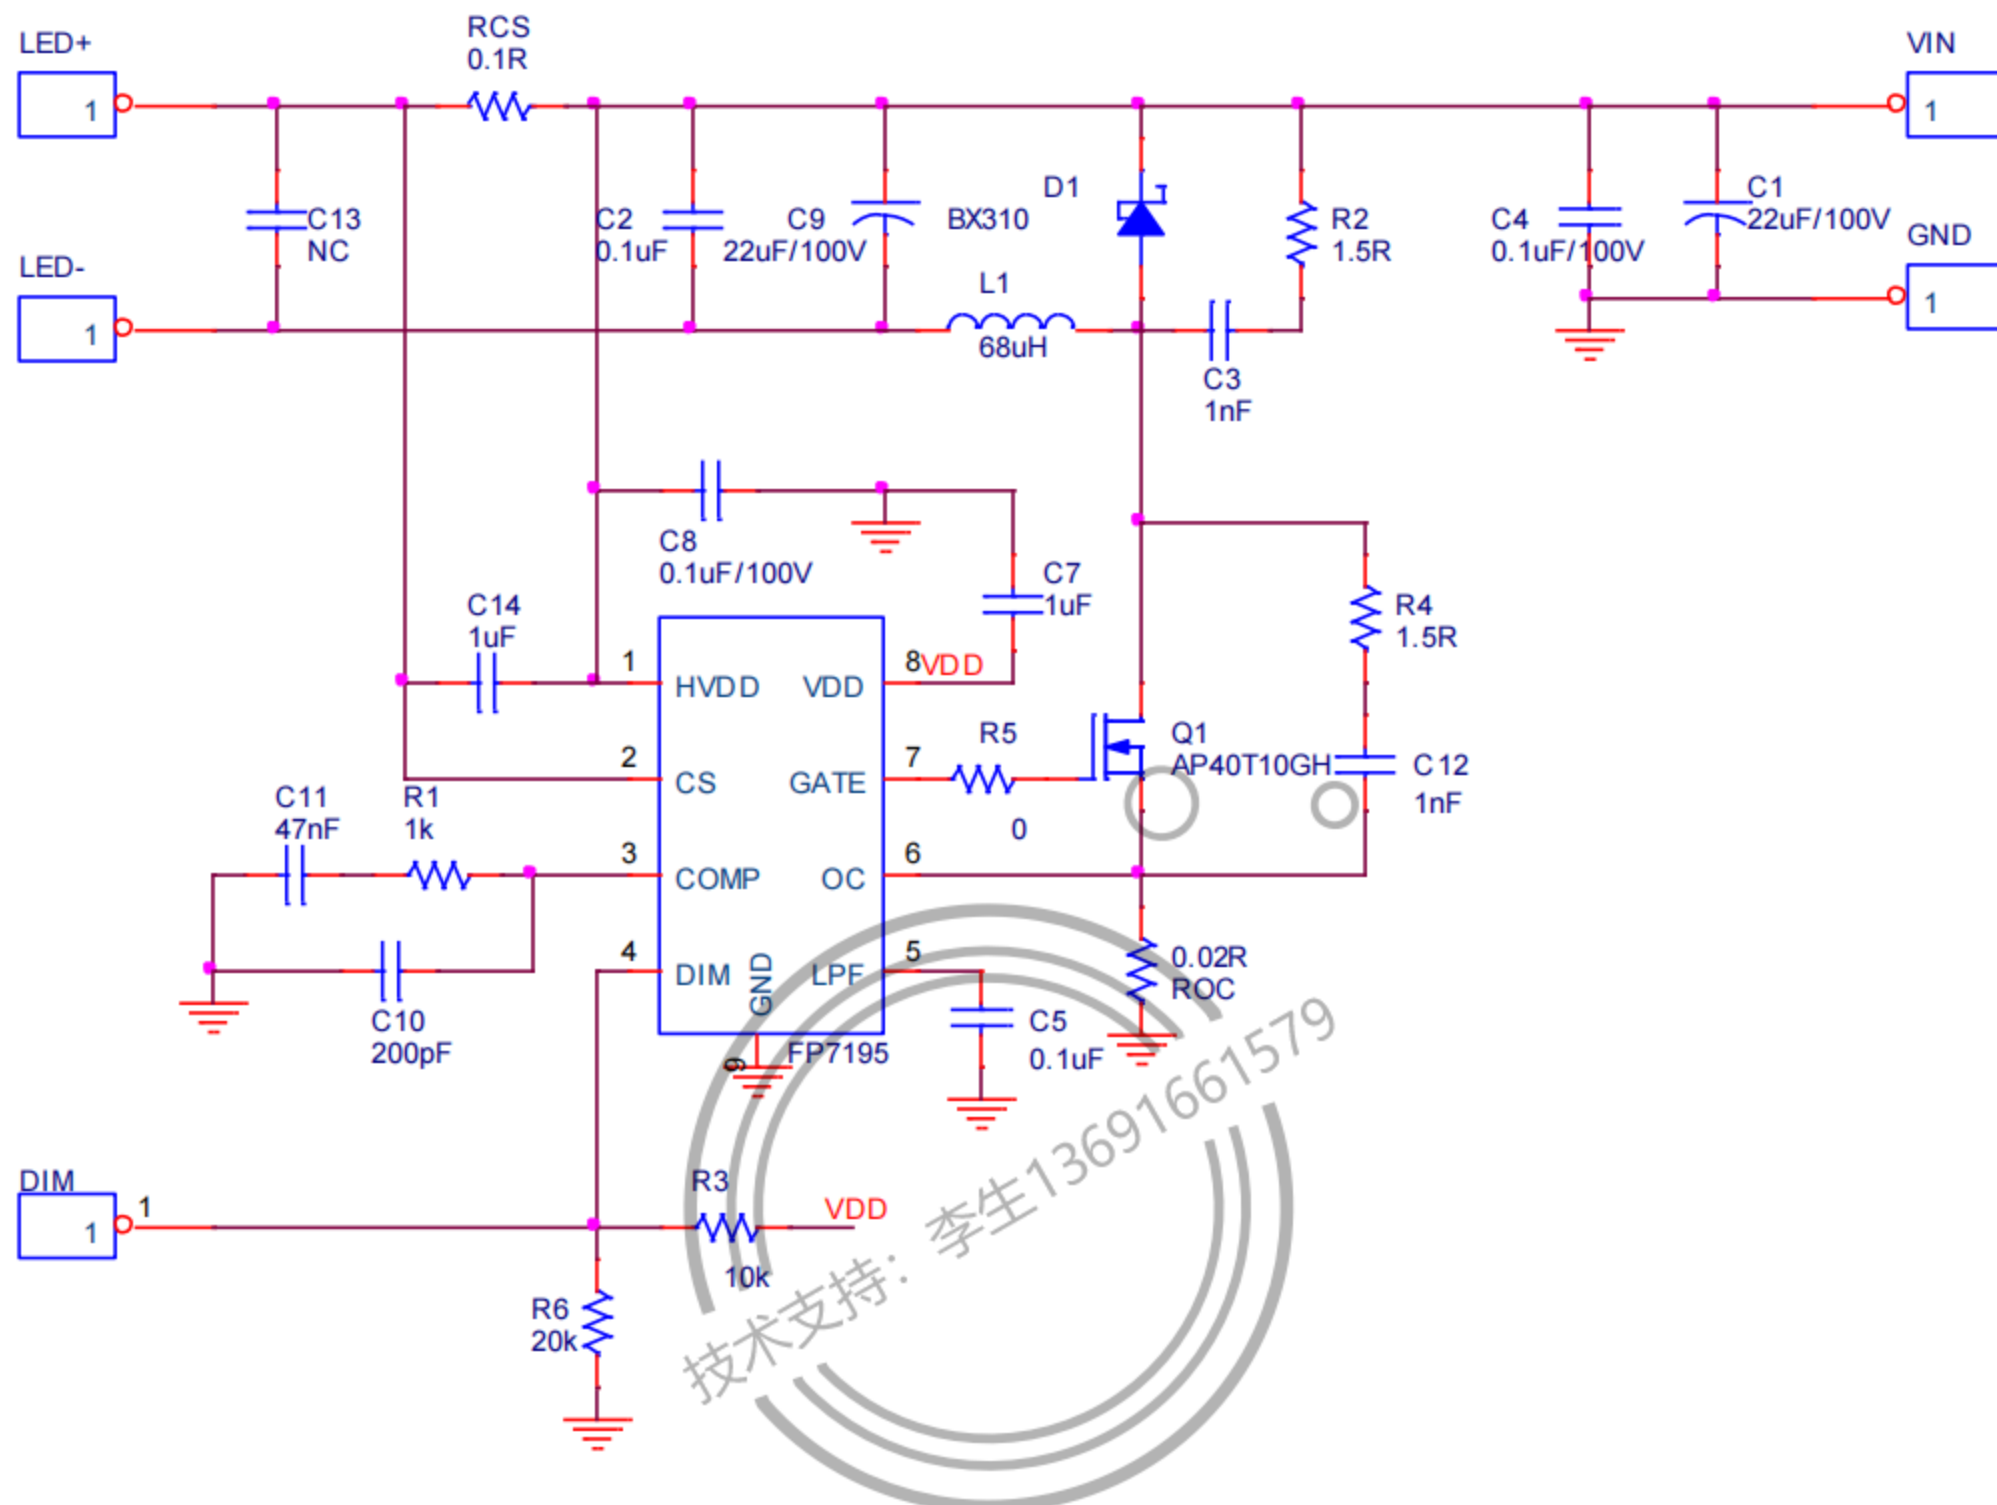 LED+
1
RCS
0.1R
VIN
1
C13
NC
C2
0.1uF
C9
22uF/100V
BX310
D1
R2
1.5R
C4
0.1uF/100V
C1
22uF/100V
GND
1
LED-
1
L1
68uH
C3
1nF
C8
0.1uF/100V
C7
1uF
C14
1uF
R4
1.5R
1
HVDD
VDD
8
VDD
2
CS
GATE
7
R5
0
Q1
AP40T10GH
C12
1nF
C11
47nF
R1
1k
3
COMP
OC
6
4
DIM
GND
LPF
5
9
FP7195
C10
200pF
C5
0.1uF
0.02R
ROC
DIM
1
1
R3
10k
VDD
R6
20k
技术支持：李生13691661579